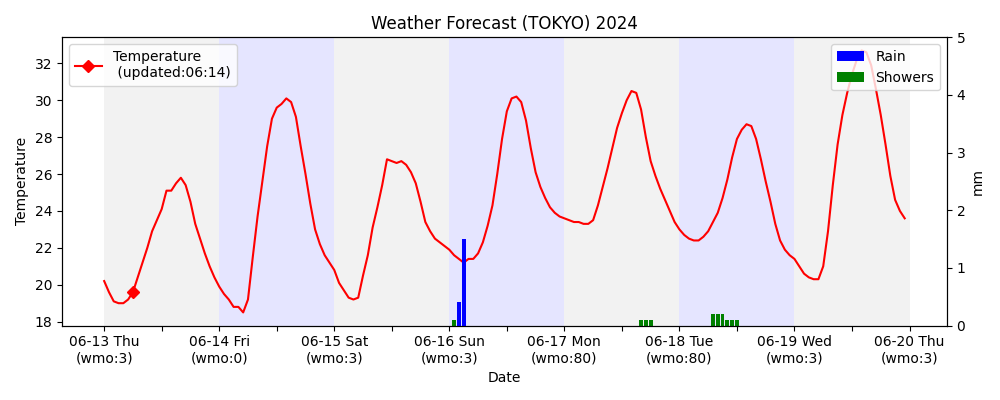 Weather Forecast (TOKYO) 2024
Temperature
(updated:06:14)
Rain
Showers
Temperature
32
30
28
26
24
22
20
18
5
4
3
2
1
0
mm
06-13 Thu
(wmo:3)
06-14 Fri
(wmo:0)
06-15 Sat
(wmo:3)
06-16 Sun
(wmo:3)
06-17 Mon
(wmo:80)
06-18 Tue
(wmo:80)
06-19 Wed
(wmo:3)
06-20 Thu
(wmo:3)
Date